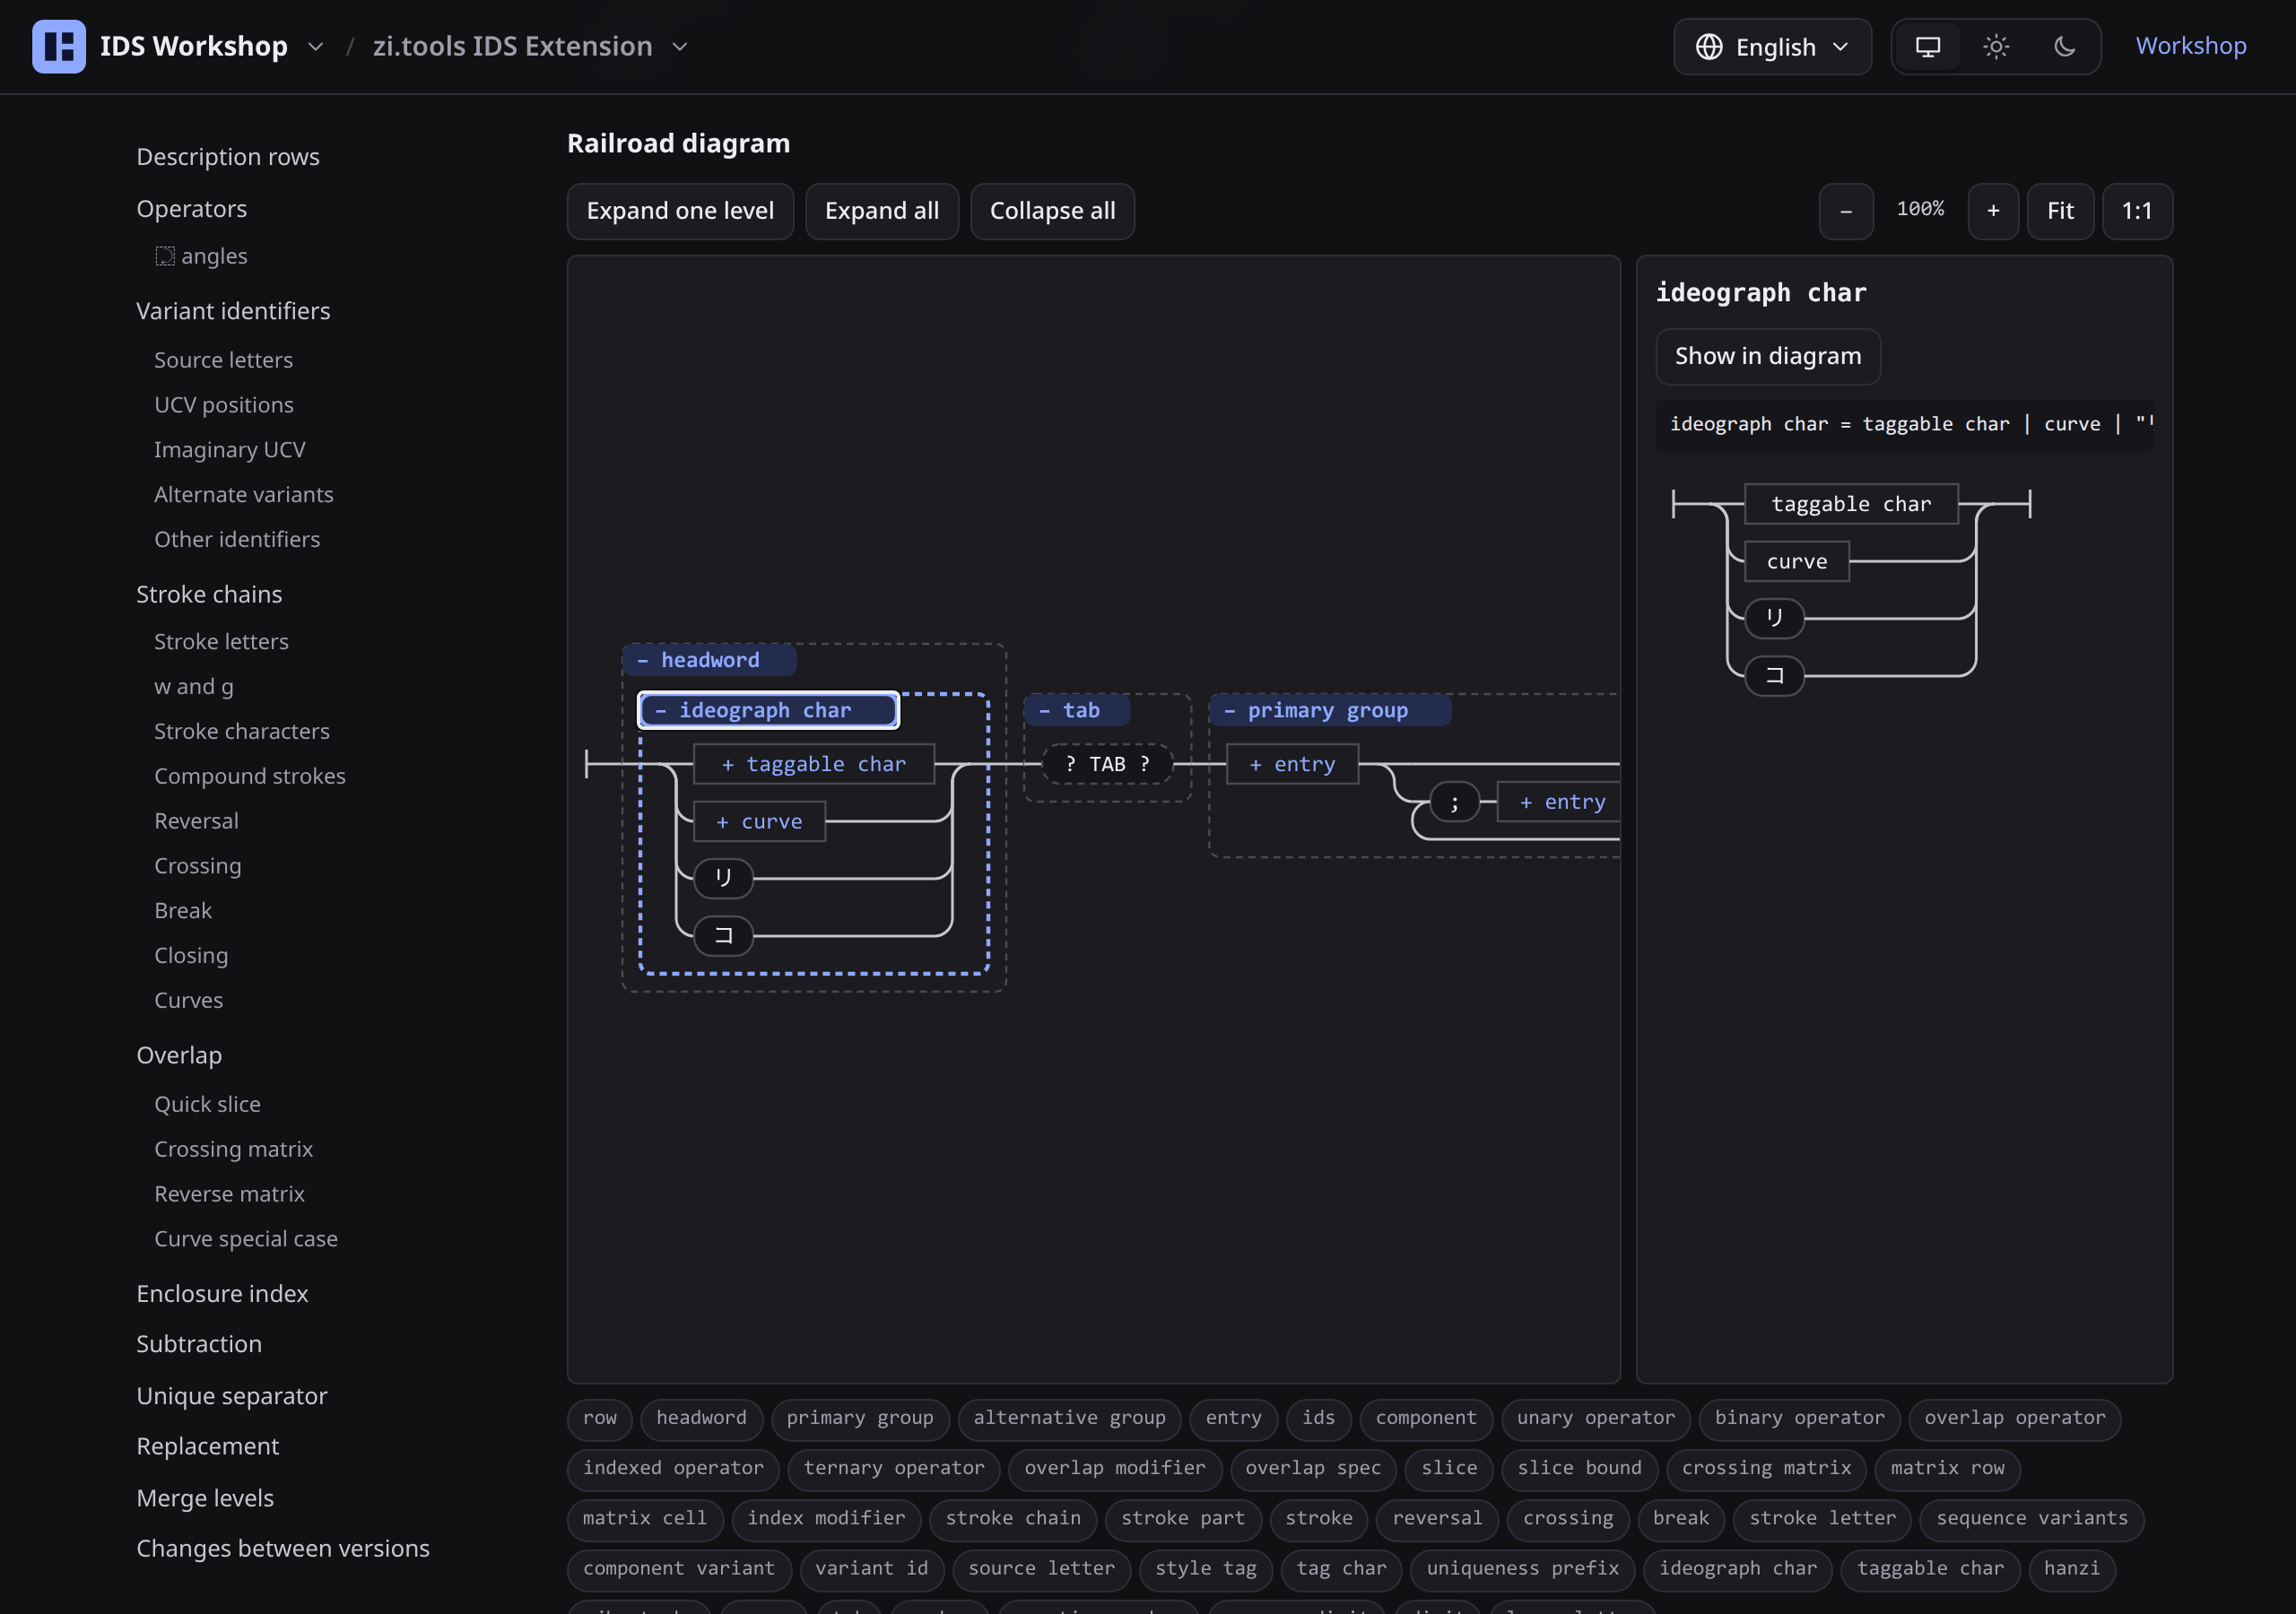 IDS Workshop / zi.tools IDS Extension
English
Workshop
Description rows
Operators
⿾ angles
Variant identifiers
Source letters
UCV positions
Imaginary UCV
Alternate variants
Other identifiers
Stroke chains
Stroke letters
w and g
Stroke characters
Compound strokes
Reversal
Crossing
Break
Closing
Curves
Overlap
Quick slice
Crossing matrix
Reverse matrix
Curve special case
Enclosure index
Subtraction
Unique separator
Replacement
Merge levels
Changes between versions
Railroad diagram
Expand one level Expand all Collapse all
– 100% + Fit 1:1
– headword
– ideograph char
– tab
– primary group
+ taggable char
? TAB ?
+ entry
; + entry
+ curve
リ
コ
ideograph char
Show in diagram
ideograph char = taggable char | curve | "
taggable char
curve
リ
コ
row headword primary group alternative group entry ids component unary operator binary operator overlap operator
indexed operator ternary operator overlap modifier overlap spec slice slice bound crossing matrix matrix row
matrix cell index modifier stroke chain stroke part stroke reversal crossing break stroke letter sequence variants
component variant variant id source letter style tag tag char uniqueness prefix ideograph char taggable char hanzi